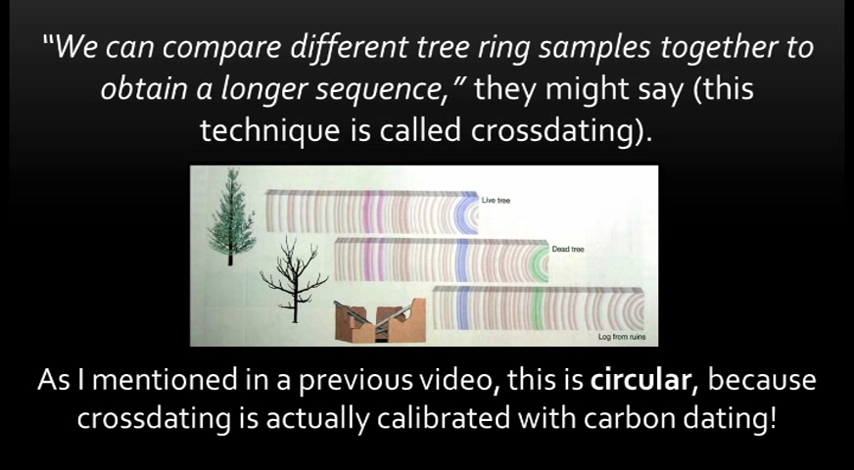 “We can compare different tree ring samples together to
obtain a longer sequence,” they might say (this
technique is called crossdating).
Live tree
Dead tree
Log from ruins
As I mentioned in a previous video, this is circular, because
crossdating is actually calibrated with carbon dating!